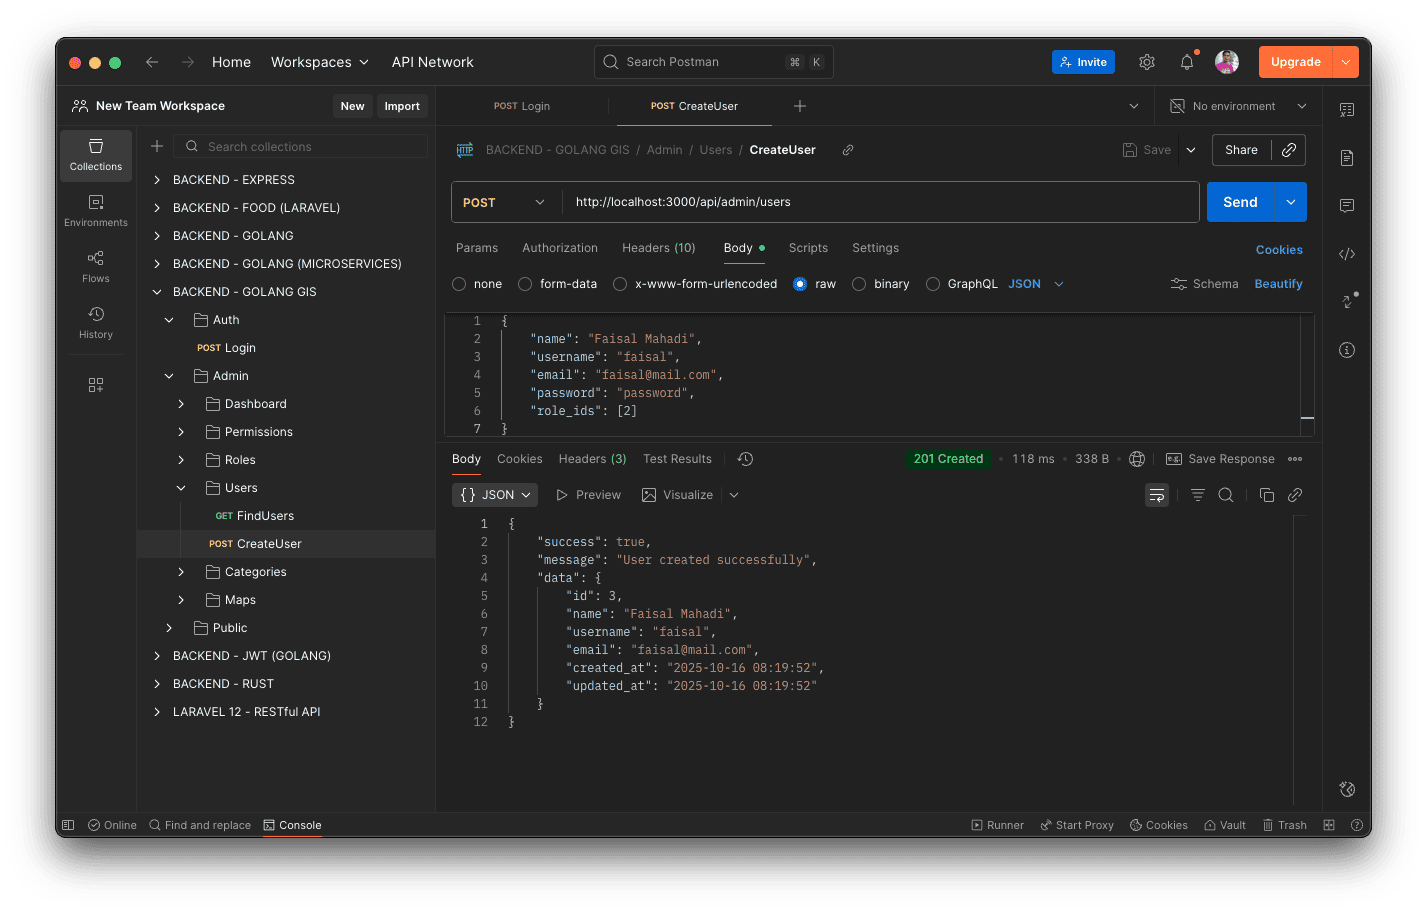 Home Workspaces API Network Search Postman ⌘ K Invite Upgrade
New Team Workspace New Import POST Login POST CreateUser No environment
Collections
Environments
Flows
History
Search collections
BACKEND - EXPRESS
BACKEND - FOOD (LARAVEL)
BACKEND - GOLANG
BACKEND - GOLANG (MICROSERVICES)
BACKEND - GOLANG GIS
Auth
POST Login
Admin
Dashboard
Permissions
Roles
Users
GET FindUsers
POST CreateUser
Categories
Maps
Public
BACKEND - JWT (GOLANG)
BACKEND - RUST
LARAVEL 12 - RESTful API
HTTP BACKEND - GOLANG GIS / Admin / Users / CreateUser Save Share
POST http://localhost:3000/api/admin/users Send
Params Authorization Headers (10) Body Scripts Settings Cookies
none form-data x-www-form-urlencoded raw binary GraphQL JSON Schema Beautify
1 {
2 "name": "Faisal Mahadi",
3 "username": "faisal",
4 "email": "faisal@mail.com",
5 "password": "password",
6 "role_ids": [2]
7 }
Body Cookies Headers (3) Test Results 201 Created 118 ms 338 B e.g. Save Response
{} JSON Preview Visualize
1 {
2 "success": true,
3 "message": "User created successfully",
4 "data": {
5 "id": 3,
6 "name": "Faisal Mahadi",
7 "username": "faisal",
8 "email": "faisal@mail.com",
9 "created_at": "2025-10-16 08:19:52",
10 "updated_at": "2025-10-16 08:19:52"
11 }
12 }
Online Find and replace Console Runner Start Proxy Cookies Vault Trash